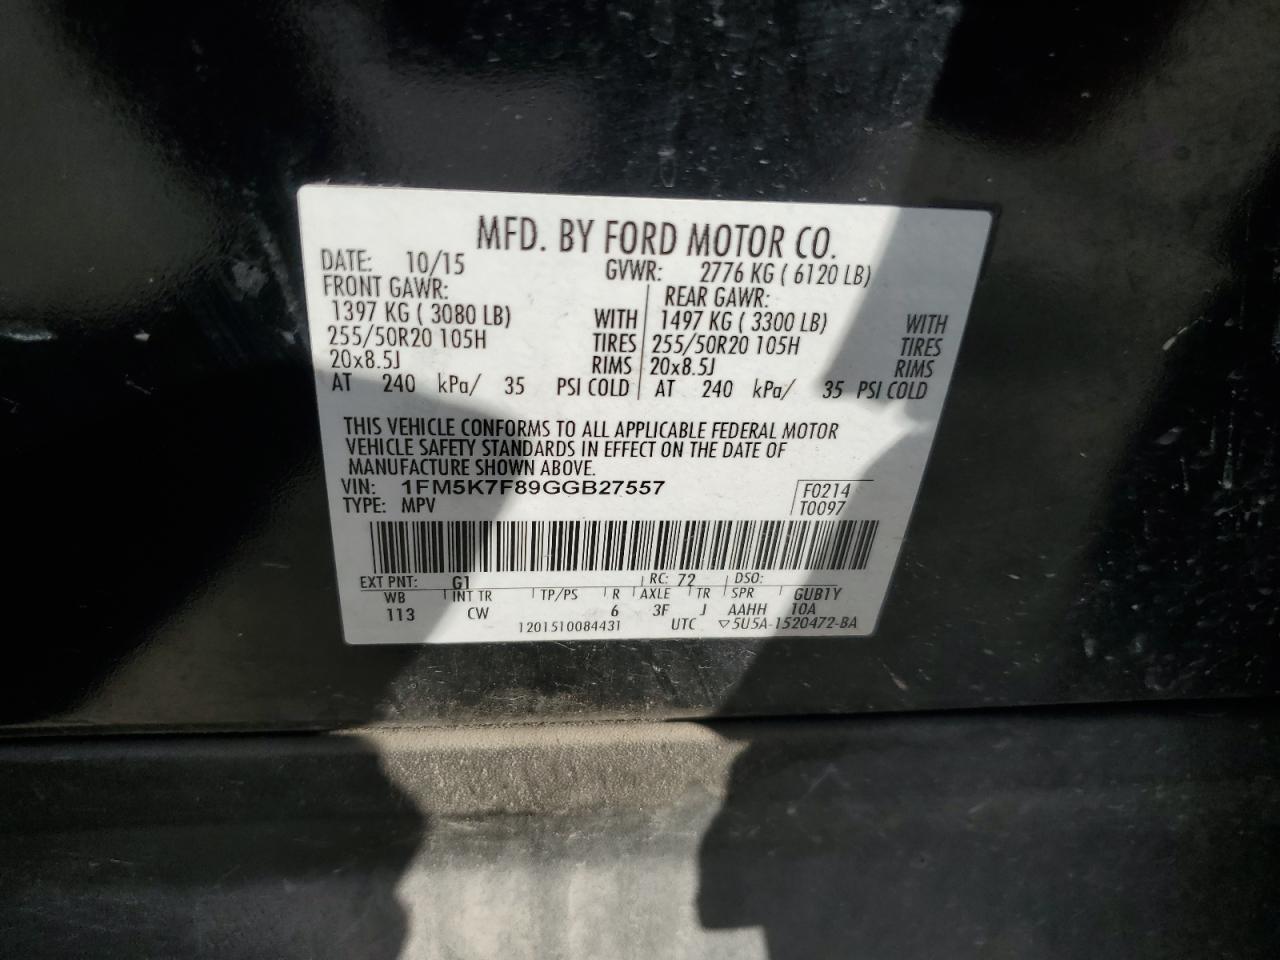 MFD. BY FORD MOTOR CO.
DATE: 10/15 GVWR: 2776 KG ( 6120 LB)
FRONT GAWR: REAR GAWR:
1397 KG ( 3080 LB) WITH 1497 KG ( 3300 LB) WITH
255/50R20 105H TIRES 255/50R20 105H TIRES
20x8.5J RIMS 20x8.5J RIMS
AT 240 kPa/ 35 PSI COLD AT 240 kPa/ 35 PSI COLD
THIS VEHICLE CONFORMS TO ALL APPLICABLE FEDERAL MOTOR
VEHICLE SAFETY STANDARDS IN EFFECT ON THE DATE OF
MANUFACTURE SHOWN ABOVE.
VIN: 1FM5K7F89GGB27557 F0214
TYPE: MPV T0097
EXT PNT: G1 RC: 72 DSO:
WB INT TR TP/PS R AXLE TR SPR GUB1Y
113 CW 6 3F J AAHH 10A
1201510084431 UTC ▽5U5A-1520472-BA